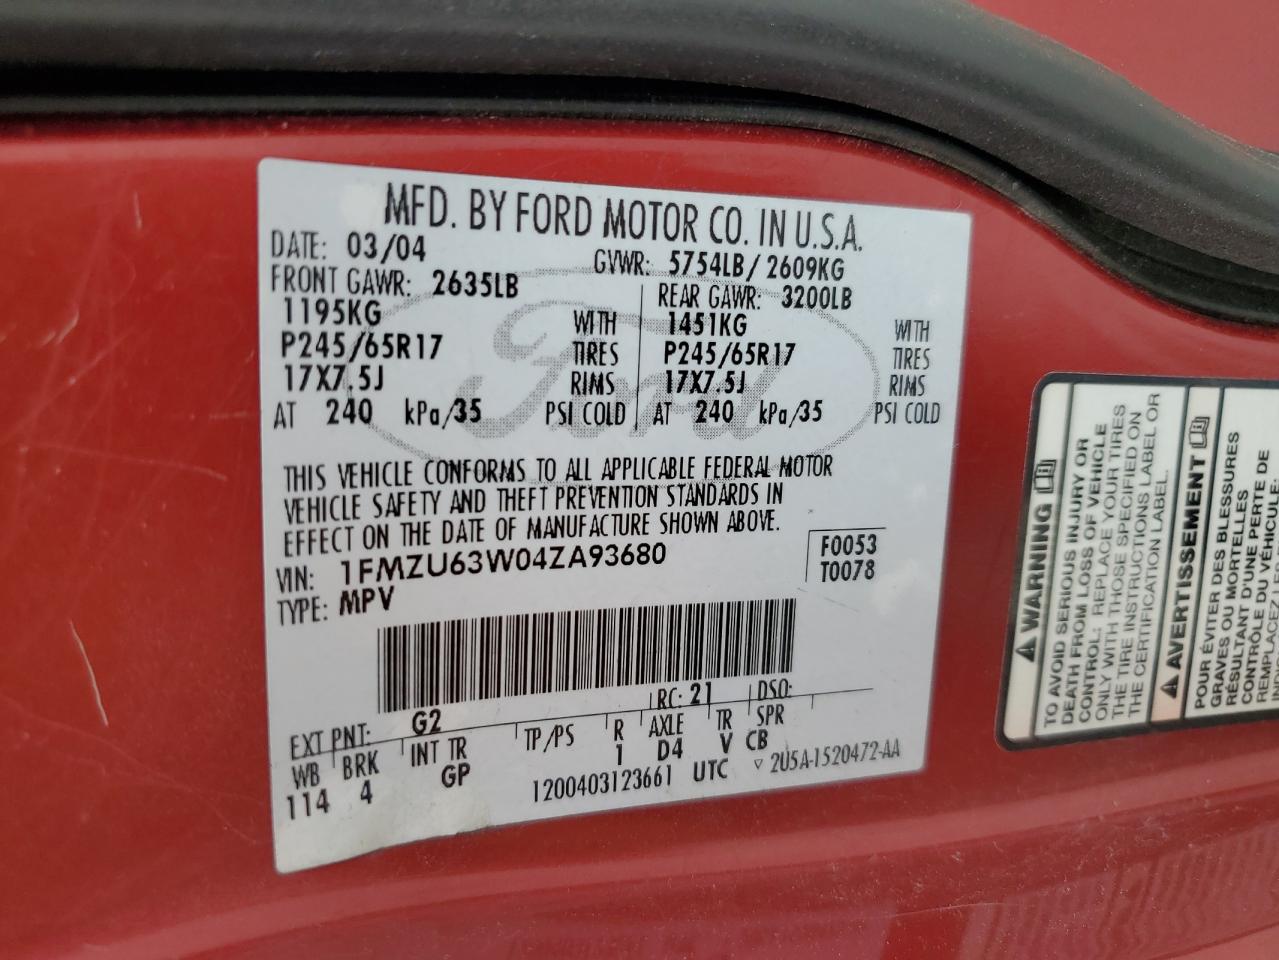 MFD. BY FORD MOTOR CO. IN U.S.A.
DATE: 03/04 GVWR: 5754LB/2609KG
FRONT GAWR: 2635LB REAR GAWR: 3200LB
1195KG WITH 1451KG WITH
P245/65R17 TIRES P245/65R17 TIRES
17X7.5J RIMS 17X7.5J RIMS
AT 240 kPa/35 PSI COLD AT 240 kPa/35 PSI COLD
Ford
THIS VEHICLE CONFORMS TO ALL APPLICABLE FEDERAL MOTOR
VEHICLE SAFETY AND THEFT PREVENTION STANDARDS IN
EFFECT ON THE DATE OF MANUFACTURE SHOWN ABOVE.
VIN: 1FMZU63W04ZA93680 F0053
TYPE: MPV T0078
EXT PNT: G2 RC: 21 DSO:
WB BRK INT TR TP/PS R AXLE TR SPR
114 4 GP 1 D4 V CB
1200403123661 UTC ▽ 2U5A-1520472-AA
WARNING
TO AVOID SERIOUS INJURY OR
DEATH FROM LOSS OF VEHICLE
CONTROL: REPLACE YOUR TIRES
ONLY WITH THOSE SPECIFIED ON
THE TIRE INSTRUCTIONS LABEL OR
THE CERTIFICATION LABEL.
AVERTISSEMENT
POUR ÉVITER DES BLESSURES
GRAVES OU MORTELLES
RÉSULTANT D'UNE PERTE DE
CONTRÔLE DU VÉHICULE: